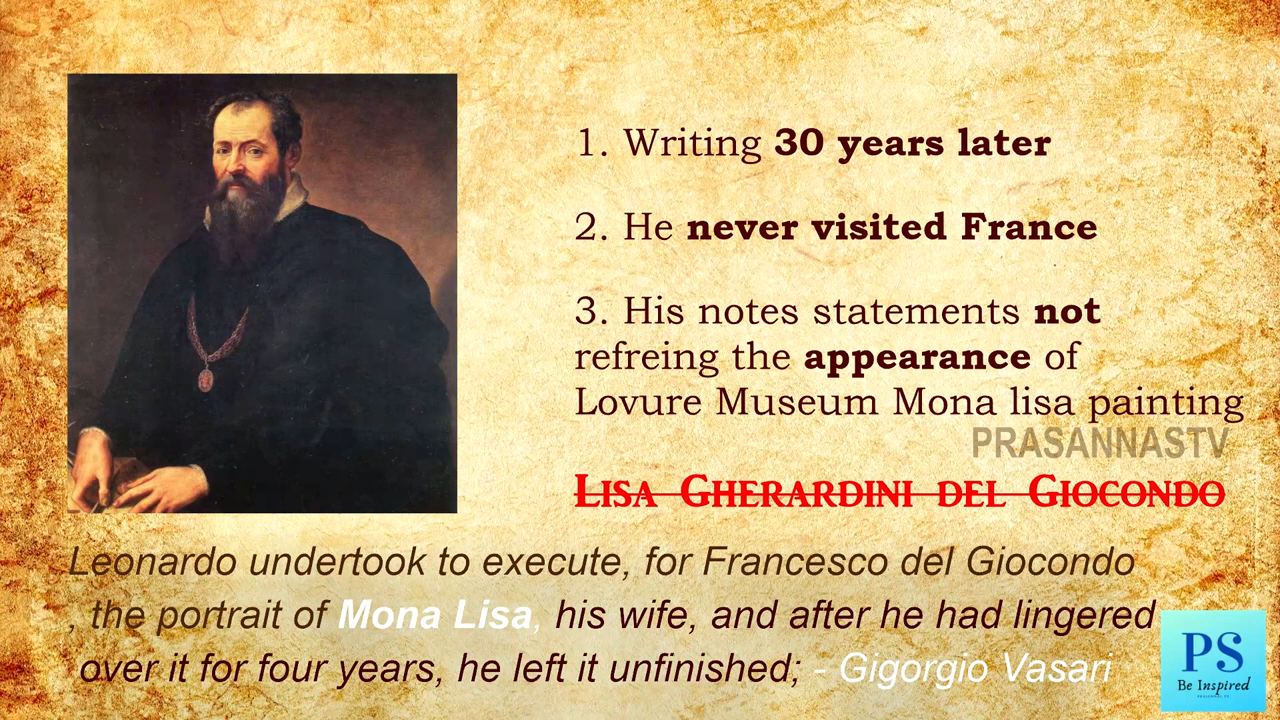 1. Writing 30 years later
2. He never visited France
3. His notes statements not
refreing the appearance of
Lovure Museum Mona lisa painting
PRASANNASTV
Lisa Gherardini del Giocondo
Leonardo undertook to execute, for Francesco del Giocondo
, the portrait of Mona Lisa, his wife, and after he had lingered
over it for four years, he left it unfinished; - Gigorgio Vasari
PS
Be Inspired